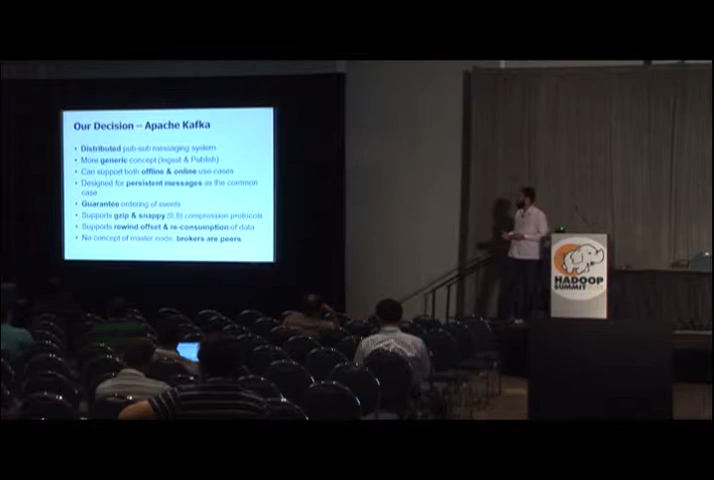 Our Decision – Apache Kafka
• Distributed pub-sub messaging system
• More generic concept (Ingest & Publish)
• Can support both offline & online use-cases
• Designed for persistent messages as the common
case
• Guarantee ordering of events
• Supports gzip & snappy (0.8) compression protocols
• Supports rewind offset & re-consumption of data
• No concept of master node, brokers are peers
HADOOP
SUMMIT